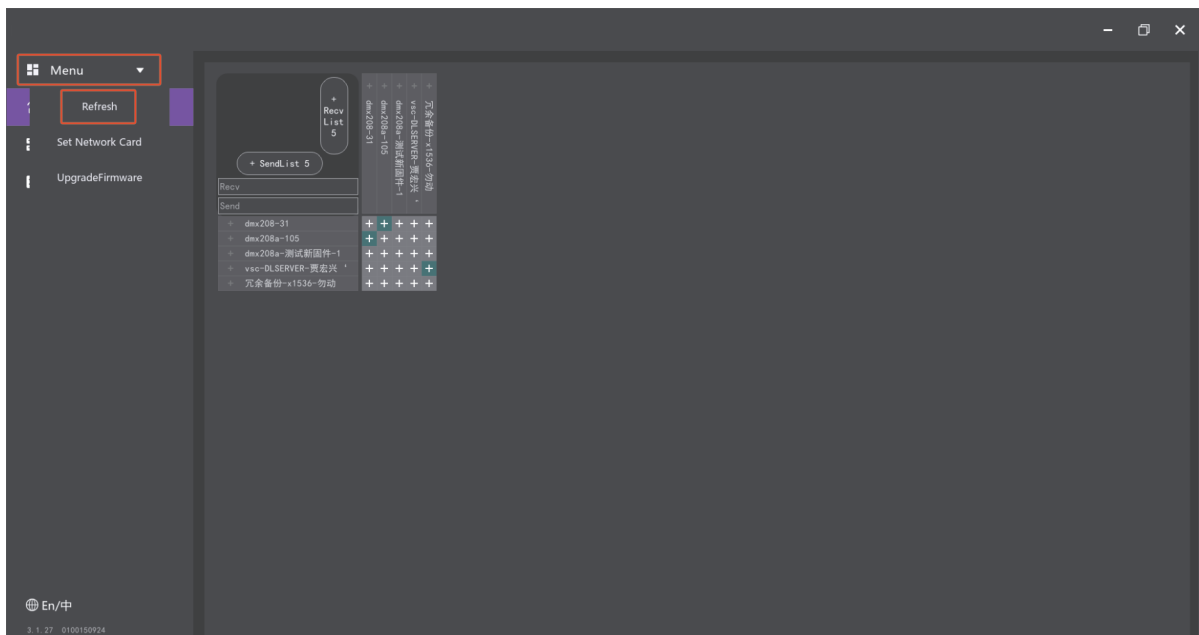 Menu
Refresh
Set Network Card
UpgradeFirmware
+
Recv
List
5
+ SendList 5
Recv
Send
+ dmx208-31
+ dmx208a-105
+ dmx208a-测试新固件-1
+ vsc-DLSERVER-贾宏兴 '
+ 冗余备份-x1536-勿动
+ dmx208-31
+ dmx208a-105
+ dmx208a-测试新固件-1
+ vsc-DLSERVER-贾宏兴 '
+ 冗余备份-x1536-勿动
+ + + + +
+ + + + +
+ + + + +
+ + + + +
+ + + + +
En/中
3.1.27 0100150924